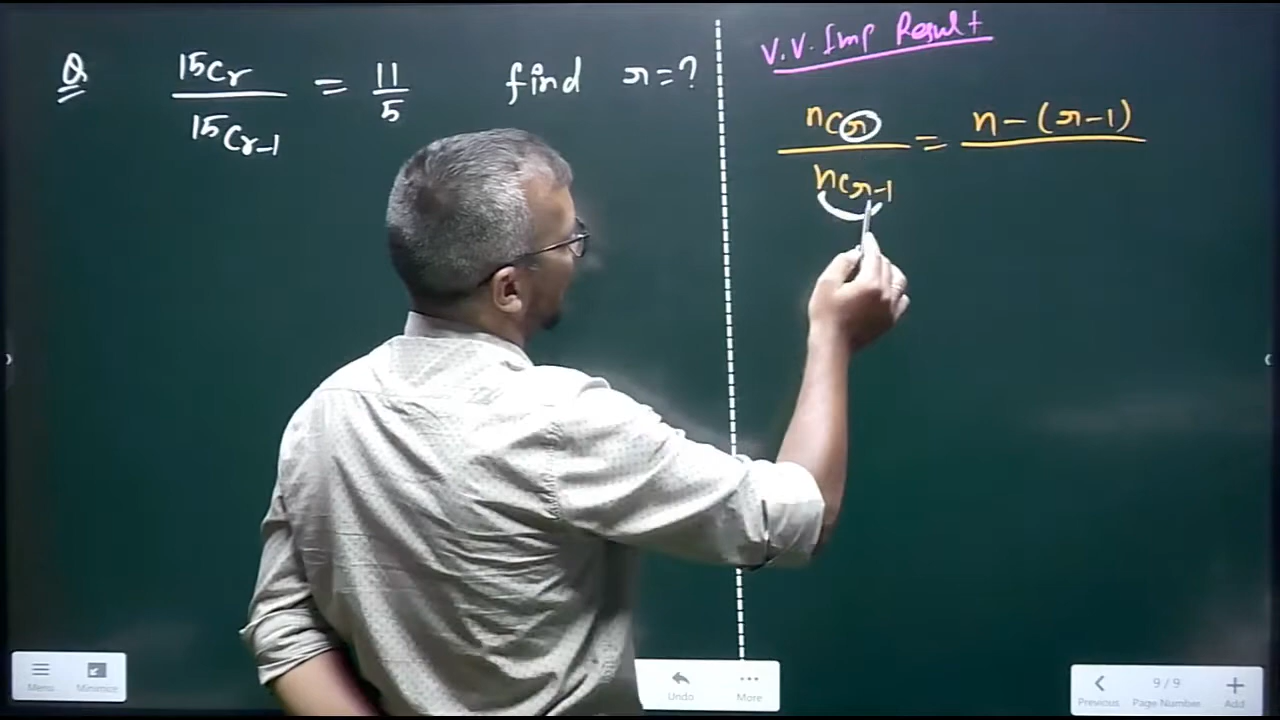 Q 15Cr / 15Cr-1 = 11/5 find r=?
V.V. Imp Result
nCr / nCr-1 = n-(r-1)
Menu
Minimize
Undo
More
Previous
9/9
Page Number
Add